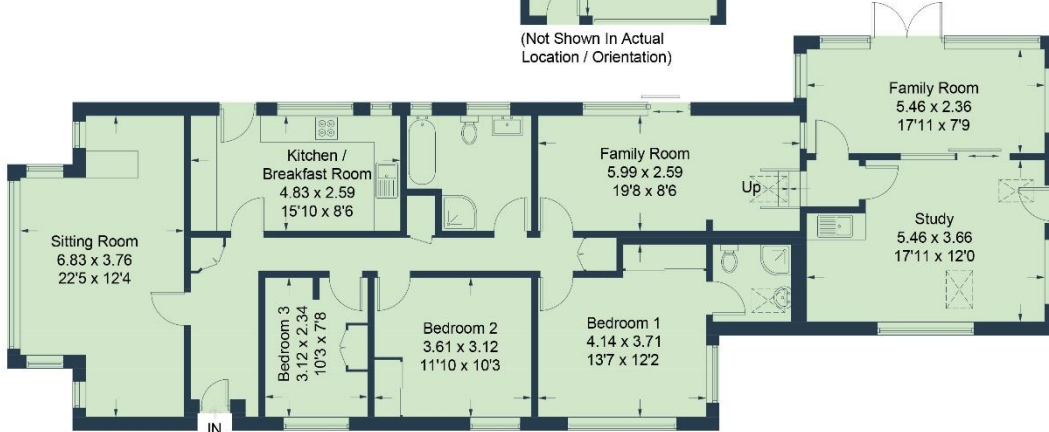 (Not Shown In Actual
Location / Orientation)
Family Room
5.46 x 2.36
17'11 x 7'9
Kitchen /
Breakfast Room
4.83 x 2.59
15'10 x 8'6
Family Room
5.99 x 2.59
19'8 x 8'6
Up
Sitting Room
6.83 x 3.76
22'5 x 12'4
Study
5.46 x 3.66
17'11 x 12'0
Bedroom 3
3.12 x 2.34
10'3 x 7'8
Bedroom 2
3.61 x 3.12
11'10 x 10'3
Bedroom 1
4.14 x 3.71
13'7 x 12'2
IN